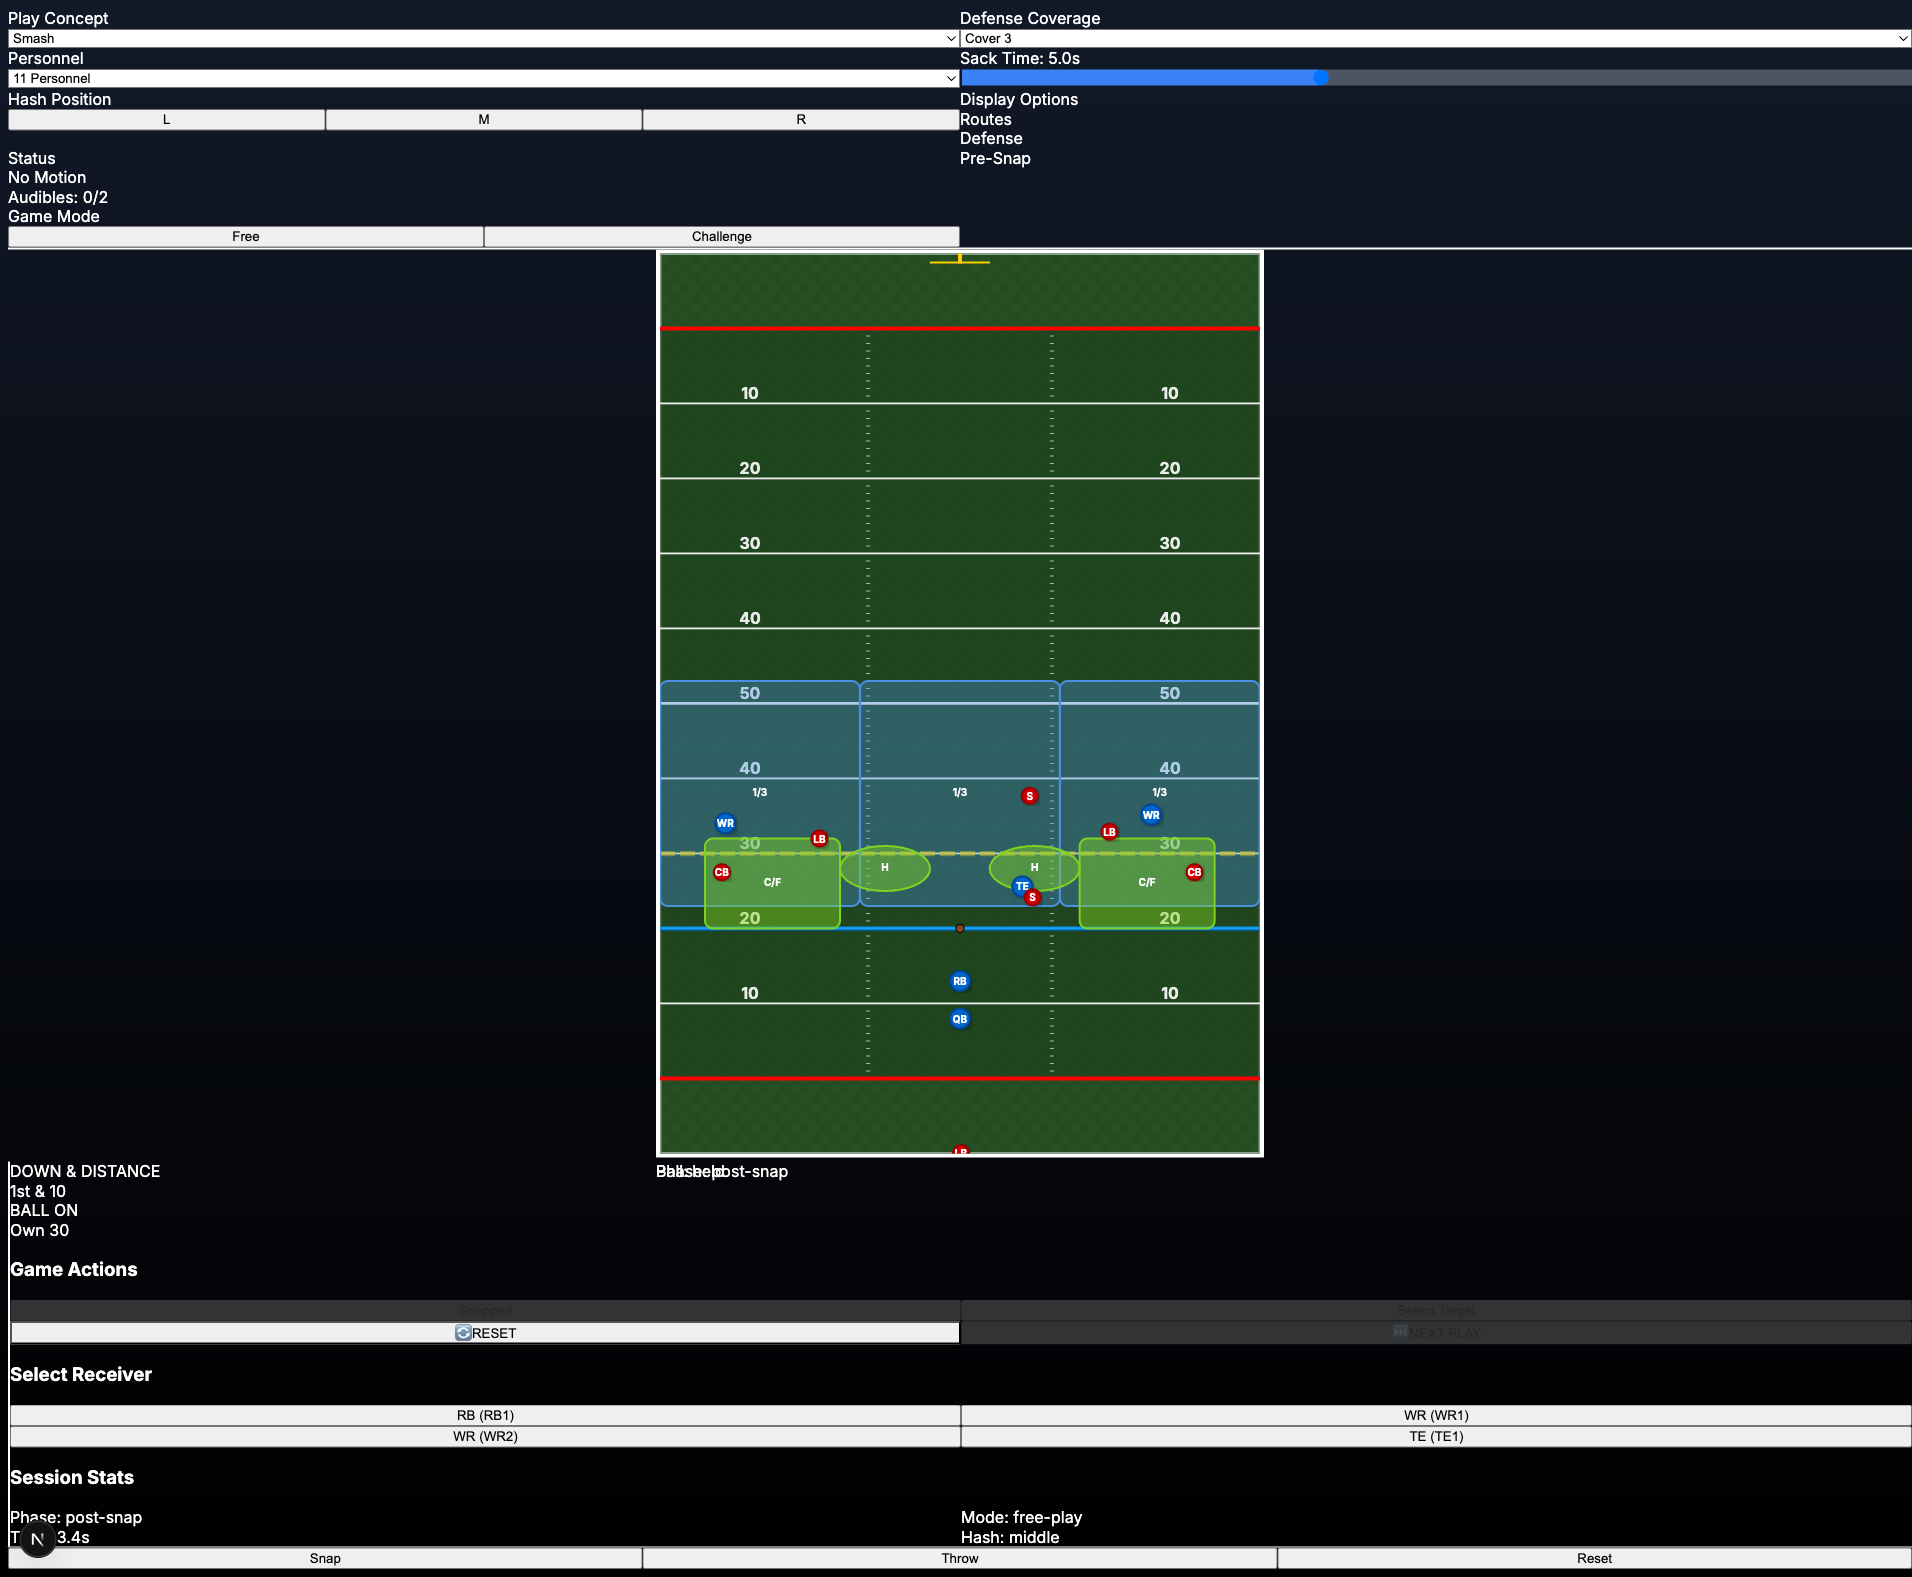 Play Concept
Smash
Personnel
11 Personnel
Hash Position
L M R
Status
No Motion
Audibles: 0/2
Game Mode
Free Challenge
Defense Coverage
Cover 3
Sack Time: 5.0s
Display Options
Routes
Defense
Pre-Snap
10 10
20 20
30 30
40 40
50 50
40 40
1/3 1/3 1/3
S
WR WR
LB LB
30 30
H H
CB CB
C/F C/F
TE
S
20 20
RB
10 10
QB
LB
DOWN & DISTANCE
1st & 10
BALL ON
Own 30
post-snap
Game Actions
Snapped Select Target
RESET NEXT PLAY
Select Receiver
RB (RB1) WR (WR1)
WR (WR2) TE (TE1)
Session Stats
Phase: post-snap Mode: free-play
3.4s Hash: middle
N
Snap Throw Reset